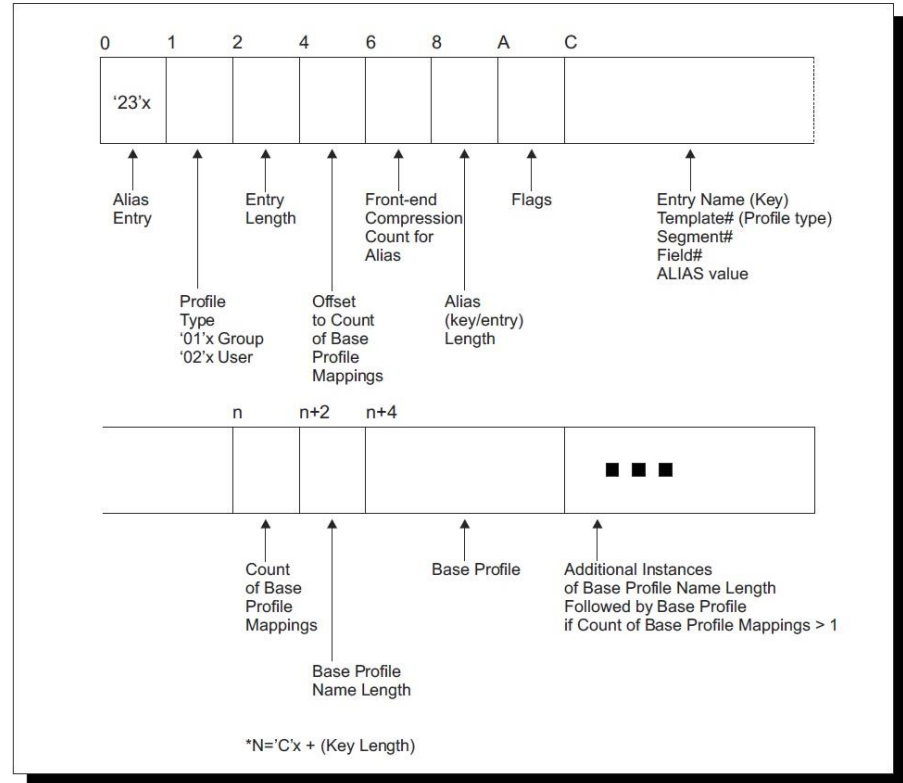 0 1 2 4 6 8 A C
‘23’x
Alias
Entry
Entry
Length
Front-end
Compression
Count for
Alias
Flags
Entry Name (Key)
Template# (Profile type)
Segment#
Field#
ALIAS value
Profile
Type
‘01’x Group
‘02’x User
Offset
to Count
of Base
Profile
Mappings
Alias
(key/entry)
Length
n n+2 n+4
Count
of Base
Profile
Mappings
Base Profile
Additional Instances
of Base Profile Name Length
Followed by Base Profile
if Count of Base Profile Mappings > 1
Base Profile
Name Length
*N=’C’x + (Key Length)